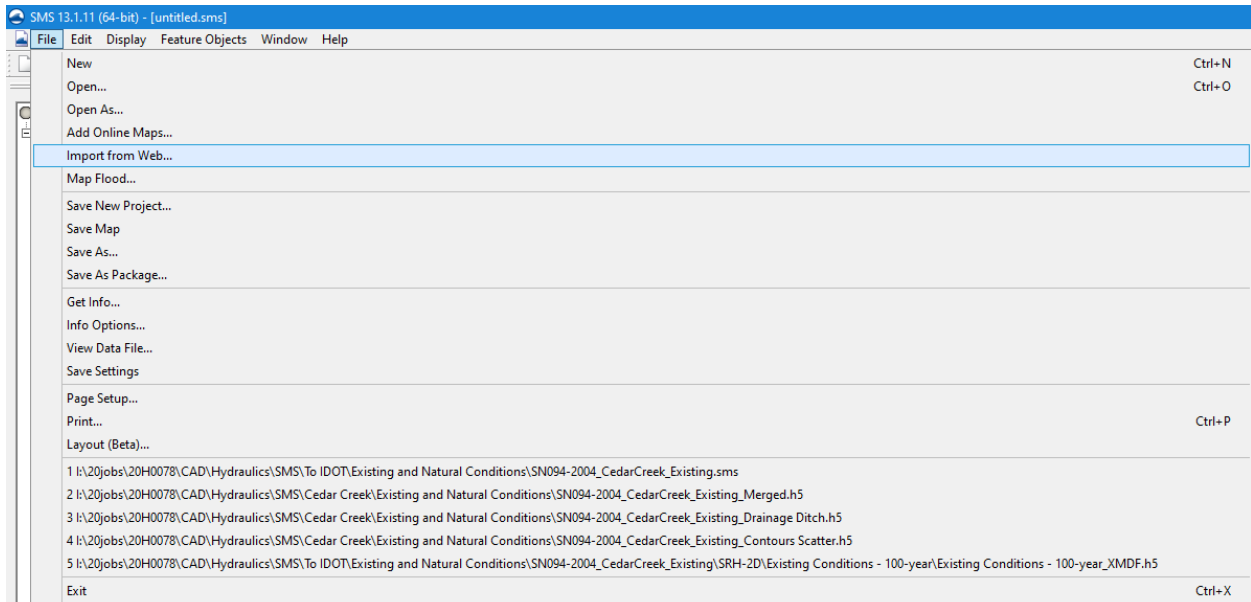 SMS 13.1.11 (64-bit) - [untitled.sms]
File Edit Display Feature Objects Window Help
New Ctrl+N
Open... Ctrl+O
Open As...
Add Online Maps...
Import from Web...
Map Flood...
Save New Project...
Save Map
Save As...
Save As Package...
Get Info...
Info Options...
View Data File...
Save Settings
Page Setup...
Print... Ctrl+P
Layout (Beta)...
1 I:\20jobs\20H0078\CAD\Hydraulics\SMS\To IDOT\Existing and Natural Conditions\SN094-2004_CedarCreek_Existing.sms
2 I:\20jobs\20H0078\CAD\Hydraulics\SMS\Cedar Creek\Existing and Natural Conditions\SN094-2004_CedarCreek_Existing_Merged.h5
3 I:\20jobs\20H0078\CAD\Hydraulics\SMS\Cedar Creek\Existing and Natural Conditions\SN094-2004_CedarCreek_Existing_Drainage Ditch.h5
4 I:\20jobs\20H0078\CAD\Hydraulics\SMS\Cedar Creek\Existing and Natural Conditions\SN094-2004_CedarCreek_Existing_Contours Scatter.h5
5 I:\20jobs\20H0078\CAD\Hydraulics\SMS\To IDOT\Existing and Natural Conditions\SN094-2004_CedarCreek_Existing\SRH-2D\Existing Conditions - 100-year\Existing Conditions - 100-year_XMDF.h5
Exit Ctrl+X